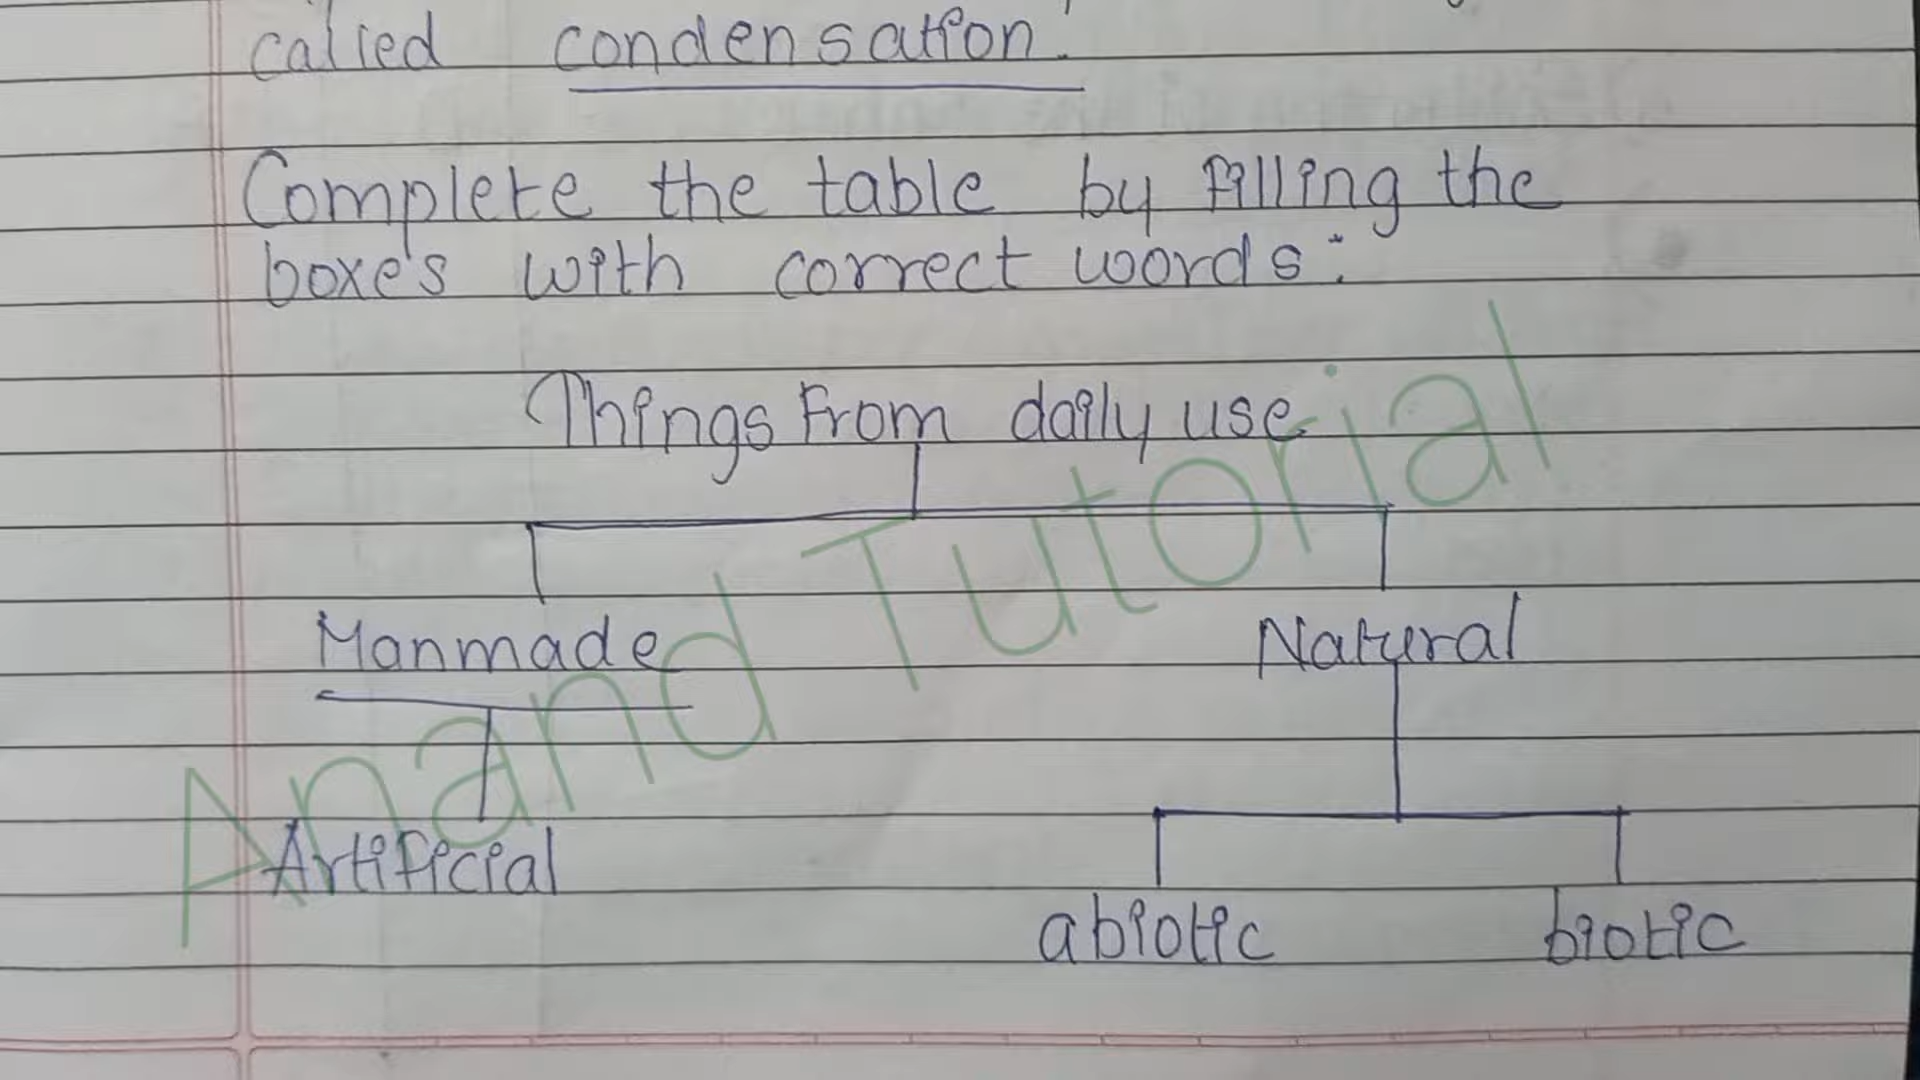 called condensation.
Complete the table by filling the
boxe's with correct words:
Things From daily use
Manmade Natural
Artificial
abiotic biotic
Anand Tutorial